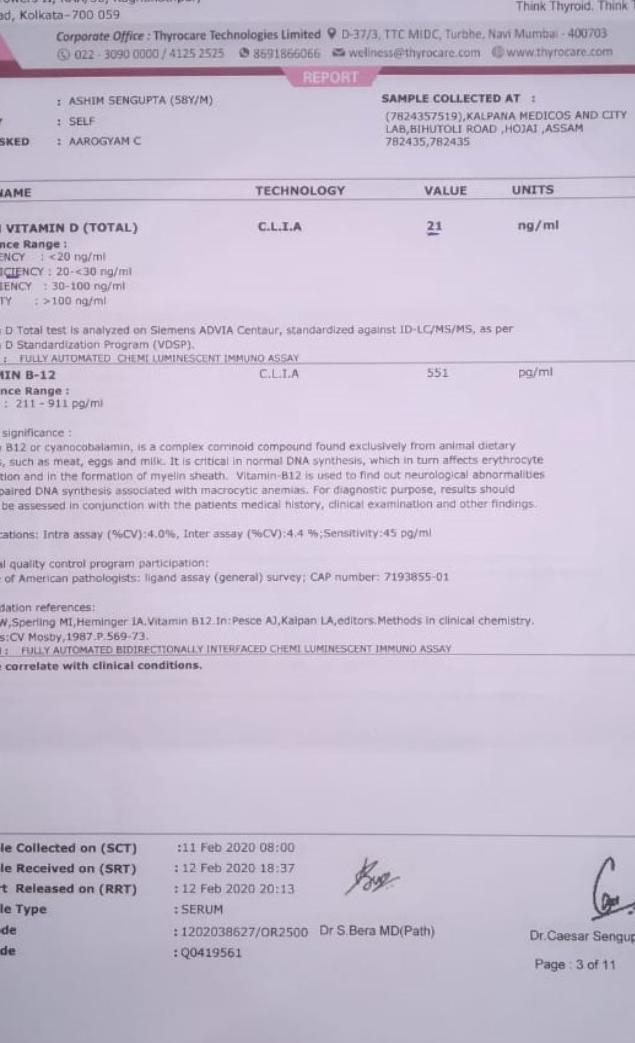 ad, Kolkata-700 059
Think Thyroid. Think
Corporate Office : Thyrocare Technologies Limited D-37/3, TTC MIDC, Turbhe, Navi Mumbai - 400703
022 - 3090 0000 / 4125 2525 8691866066 wellness@thyrocare.com www.thyrocare.com
REPORT
: ASHIM SENGUPTA (58Y/M)
: SELF
SKED : AAROGYAM C
SAMPLE COLLECTED AT :
(7824357519),KALPANA MEDICOS AND CITY
LAB,BIHUTOLI ROAD ,HOJAI ,ASSAM
782435,782435
NAME TECHNOLOGY VALUE UNITS
VITAMIN D (TOTAL) C.L.I.A 21 ng/ml
nce Range :
ENCY : <20 ng/ml
ICIENCY : 20-<30 ng/ml
IENCY : 30-100 ng/ml
TY : >100 ng/ml
D Total test is analyzed on Siemens ADVIA Centaur, standardized against ID-LC/MS/MS, as per
D Standardization Program (VDSP).
: FULLY AUTOMATED CHEMI LUMINESCENT IMMUNO ASSAY
MIN B-12 C.L.I.A 551 pg/ml
nce Range :
: 211 - 911 pg/ml
significance :
B12 or cyanocobalamin, is a complex corrinoid compound found exclusively from animal dietary
s, such as meat, eggs and milk. It is critical in normal DNA synthesis, which in turn affects erythrocyte
tion and in the formation of myelin sheath. Vitamin-B12 is used to find out neurological abnormalities
paired DNA synthesis associated with macrocytic anemias. For diagnostic purpose, results should
be assessed in conjunction with the patients medical history, clinical examination and other findings.
cations: Intra assay (%CV):4.0%, Inter assay (%CV):4.4 %;Sensitivity:45 pg/ml
al quality control program participation:
of American pathologists: ligand assay (general) survey; CAP number: 7193855-01
dation references:
W,Sperling MI,Heminger IA.Vitamin B12.In:Pesce AJ,Kalpan LA,editors.Methods in clinical chemistry.
s:CV Mosby,1987.P.569-73.
: FULLY AUTOMATED BIDIRECTIONALLY INTERFACED CHEMI LUMINESCENT IMMUNO ASSAY
correlate with clinical conditions.
le Collected on (SCT) :11 Feb 2020 08:00
le Received on (SRT) : 12 Feb 2020 18:37
t Released on (RRT) : 12 Feb 2020 20:13
le Type : SERUM
de : 1202038627/OR2500 Dr S.Bera MD(Path)
de : Q0419561
Dr.Caesar Sengup
Page : 3 of 11